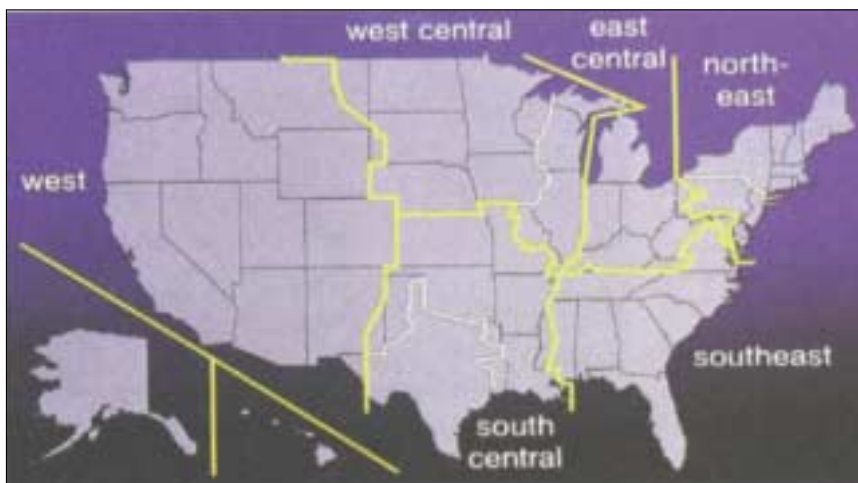 west central
east
central
north-
east
west
southeast
south
central